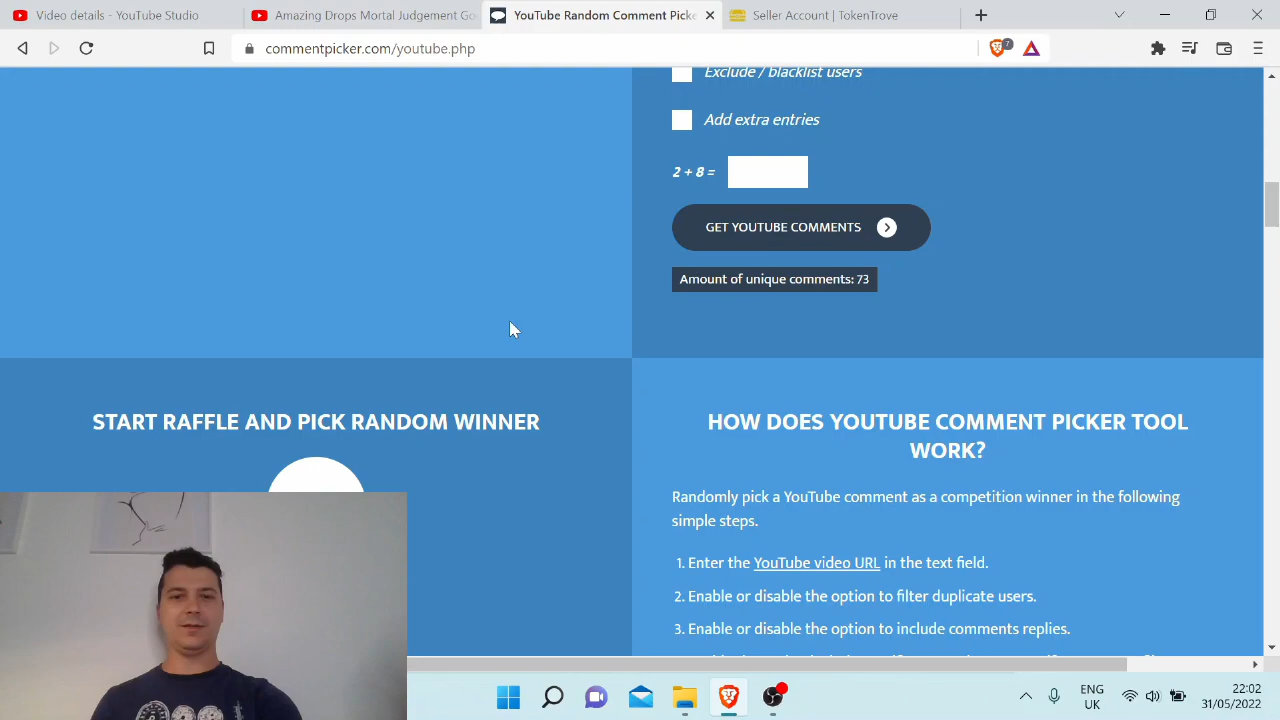 Video details - YouTube Studio
Amazing Drops Mortal Judgement Go
YouTube Random Comment Picke
Seller Account | TokenTrove
commentpicker.com/youtube.php
7
Exclude / blacklist users
Add extra entries
2 + 8 =
GET YOUTUBE COMMENTS
Amount of unique comments: 73
START RAFFLE AND PICK RANDOM WINNER
HOW DOES YOUTUBE COMMENT PICKER TOOL
WORK?
Randomly pick a YouTube comment as a competition winner in the following
simple steps.
1. Enter the YouTube video URL in the text field.
2. Enable or disable the option to filter duplicate users.
3. Enable or disable the option to include comments replies.
ENG
UK
22:02
31/05/2022